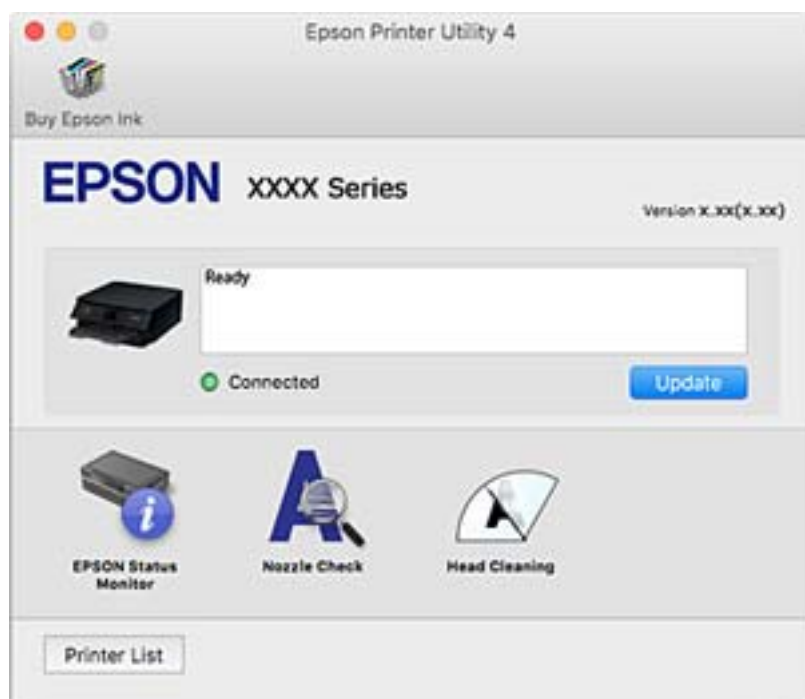 Epson Printer Utility 4
Buy Epson Ink
EPSON XXXX Series
Version x.xx(x.xx)
Ready
Connected
Update
EPSON Status
Monitor
Nozzle Check
Head Cleaning
Printer List